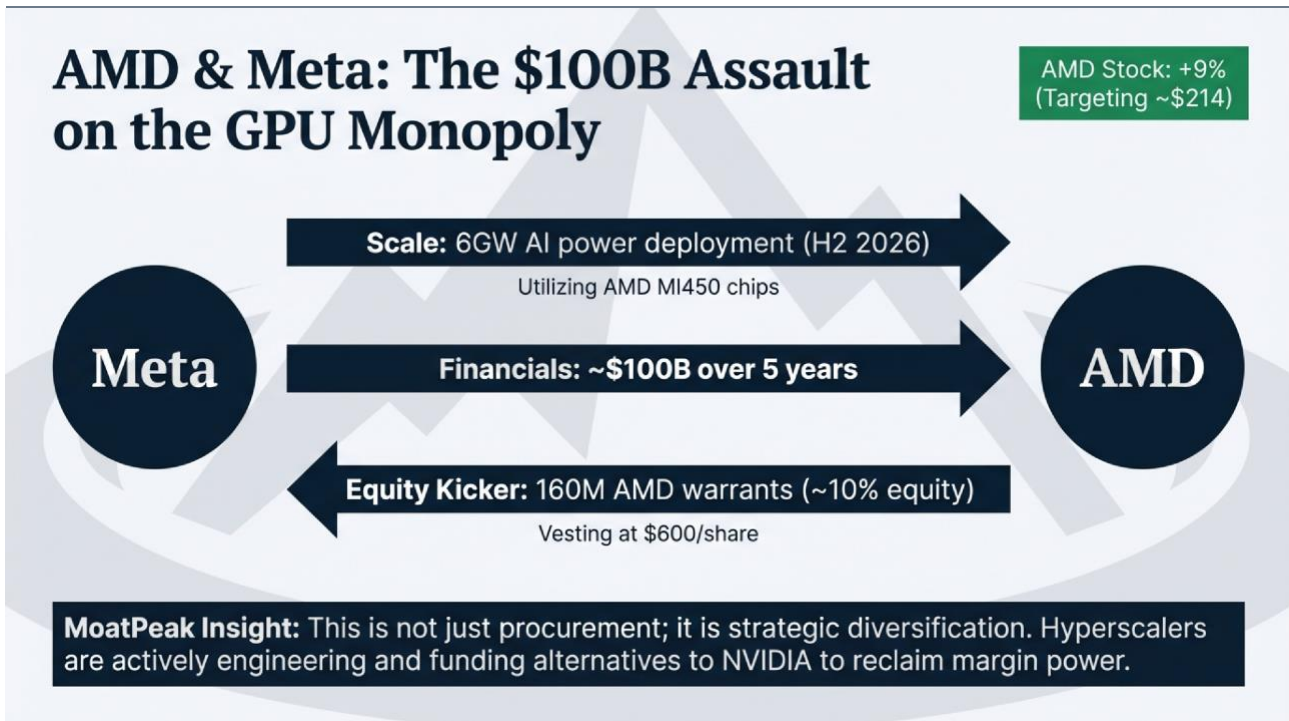 AMD & Meta: The $100B Assault
on the GPU Monopoly
AMD Stock: +9%
(Targeting ~$214)
Scale: 6GW AI power deployment (H2 2026)
Utilizing AMD MI450 chips
Meta
Financials: ~$100B over 5 years
AMD
Equity Kicker: 160M AMD warrants (~10% equity)
Vesting at $600/share
MoatPeak Insight: This is not just procurement; it is strategic diversification. Hyperscalers
are actively engineering and funding alternatives to NVIDIA to reclaim margin power.